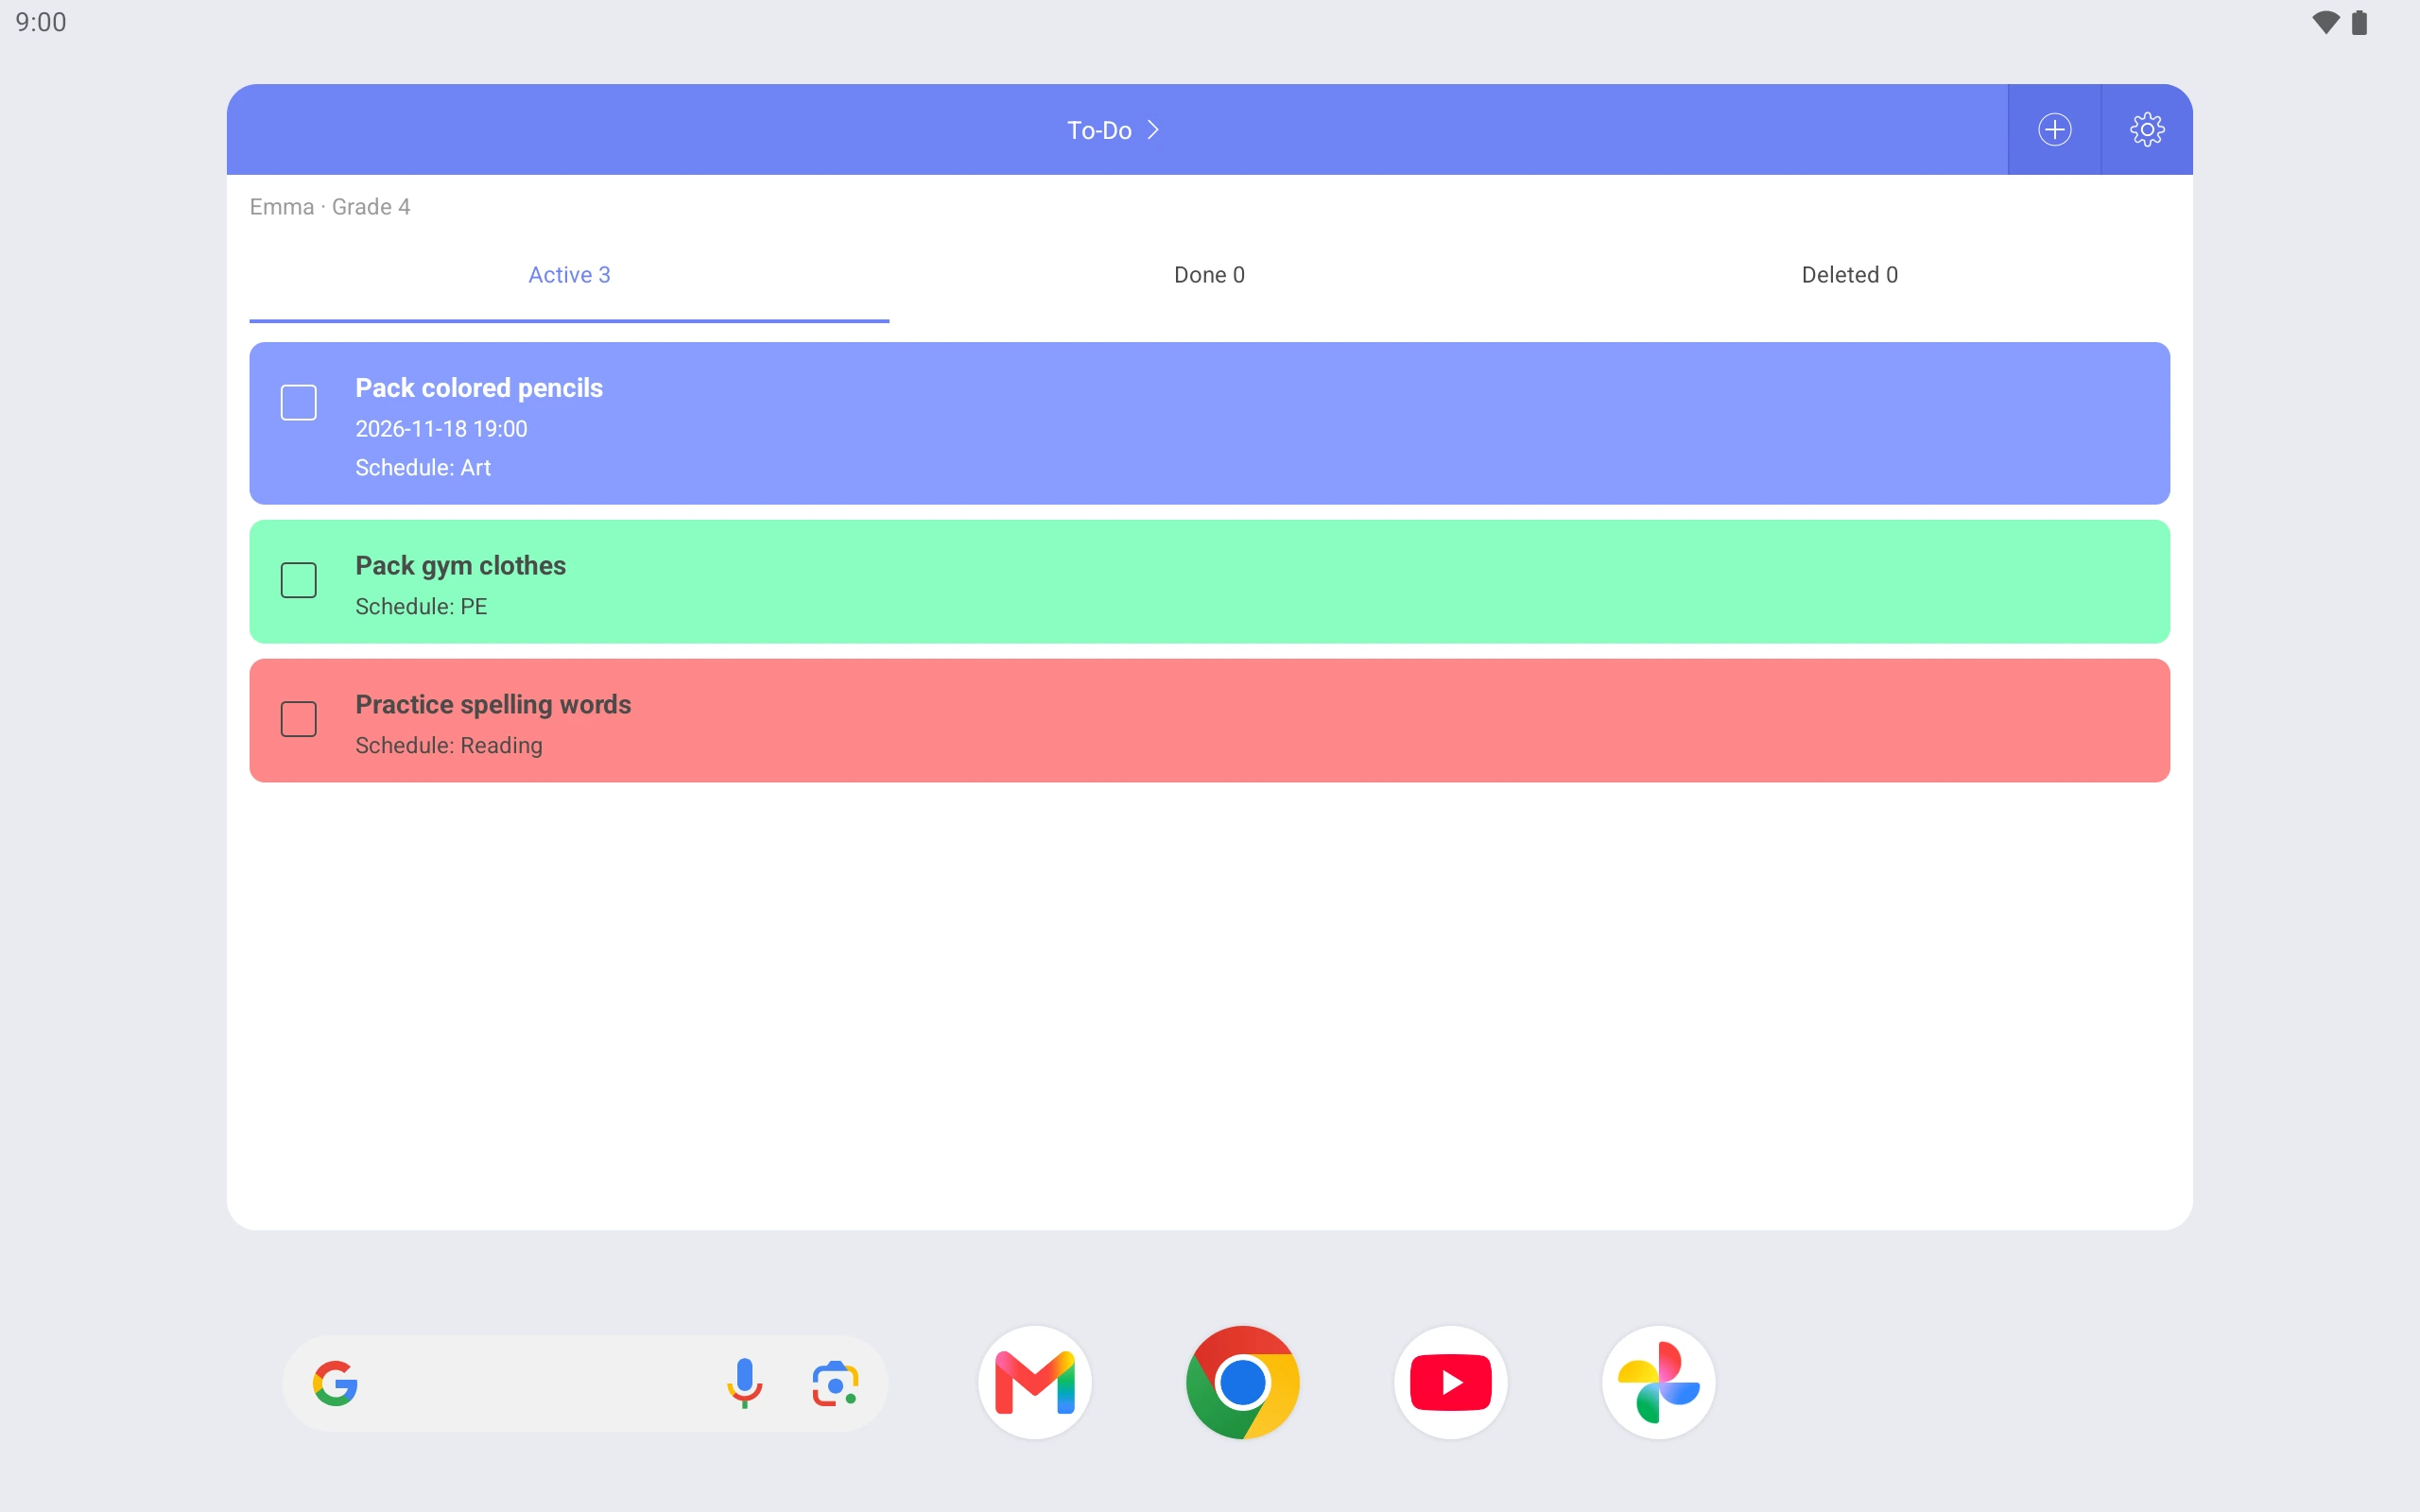 9:00
To-Do
Emma · Grade 4
Active 3
Done 0
Deleted 0
Pack colored pencils
2026-11-18 19:00
Schedule: Art
Pack gym clothes
Schedule: PE
Practice spelling words
Schedule: Reading